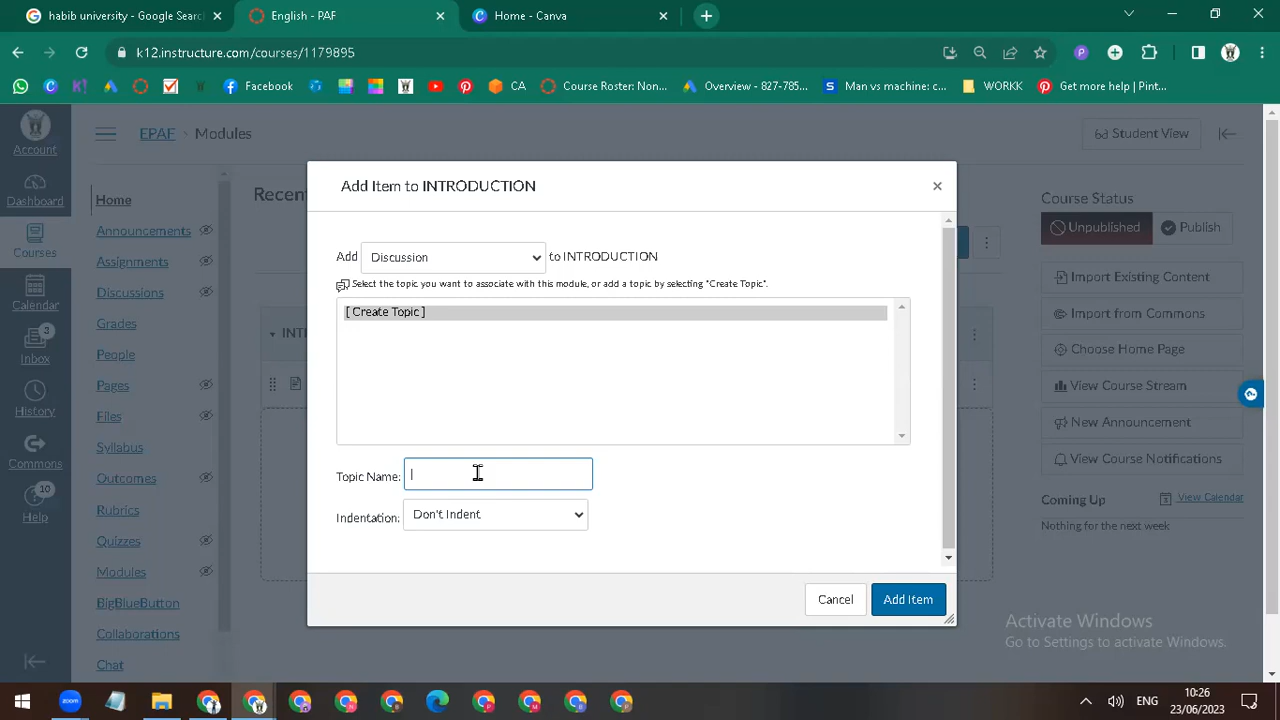 habib university - Google Searc
English - PAF
Home - Canva
k12.instructure.com/courses/1179895
Facebook
CA
Course Roster: Non...
Overview - 827-785...
Man vs machine: c...
WORKK
Get more help | Pint...
Account
Dashboard
Courses
Calendar
3
Inbox
History
Commons
10
Help
EPAF › Modules
Student View
Home
Announcements
Assignments
Discussions
Grades
People
Pages
Files
Syllabus
Outcomes
Rubrics
Quizzes
Modules
BigBlueButton
Collaborations
Chat
Recen
INT
Add Item to INTRODUCTION
Add Discussion to INTRODUCTION
Select the topic you want to associate with this module, or add a topic by selecting "Create Topic".
[ Create Topic ]
Topic Name:
Indentation: Don't Indent
Cancel
Add Item
Course Status
Unpublished
Publish
Import Existing Content
Import from Commons
Choose Home Page
View Course Stream
New Announcement
View Course Notifications
Coming Up
View Calendar
Nothing for the next week
Activate Windows
Go to Settings to activate Windows.
zoom
ENG
10:26
23/06/2023